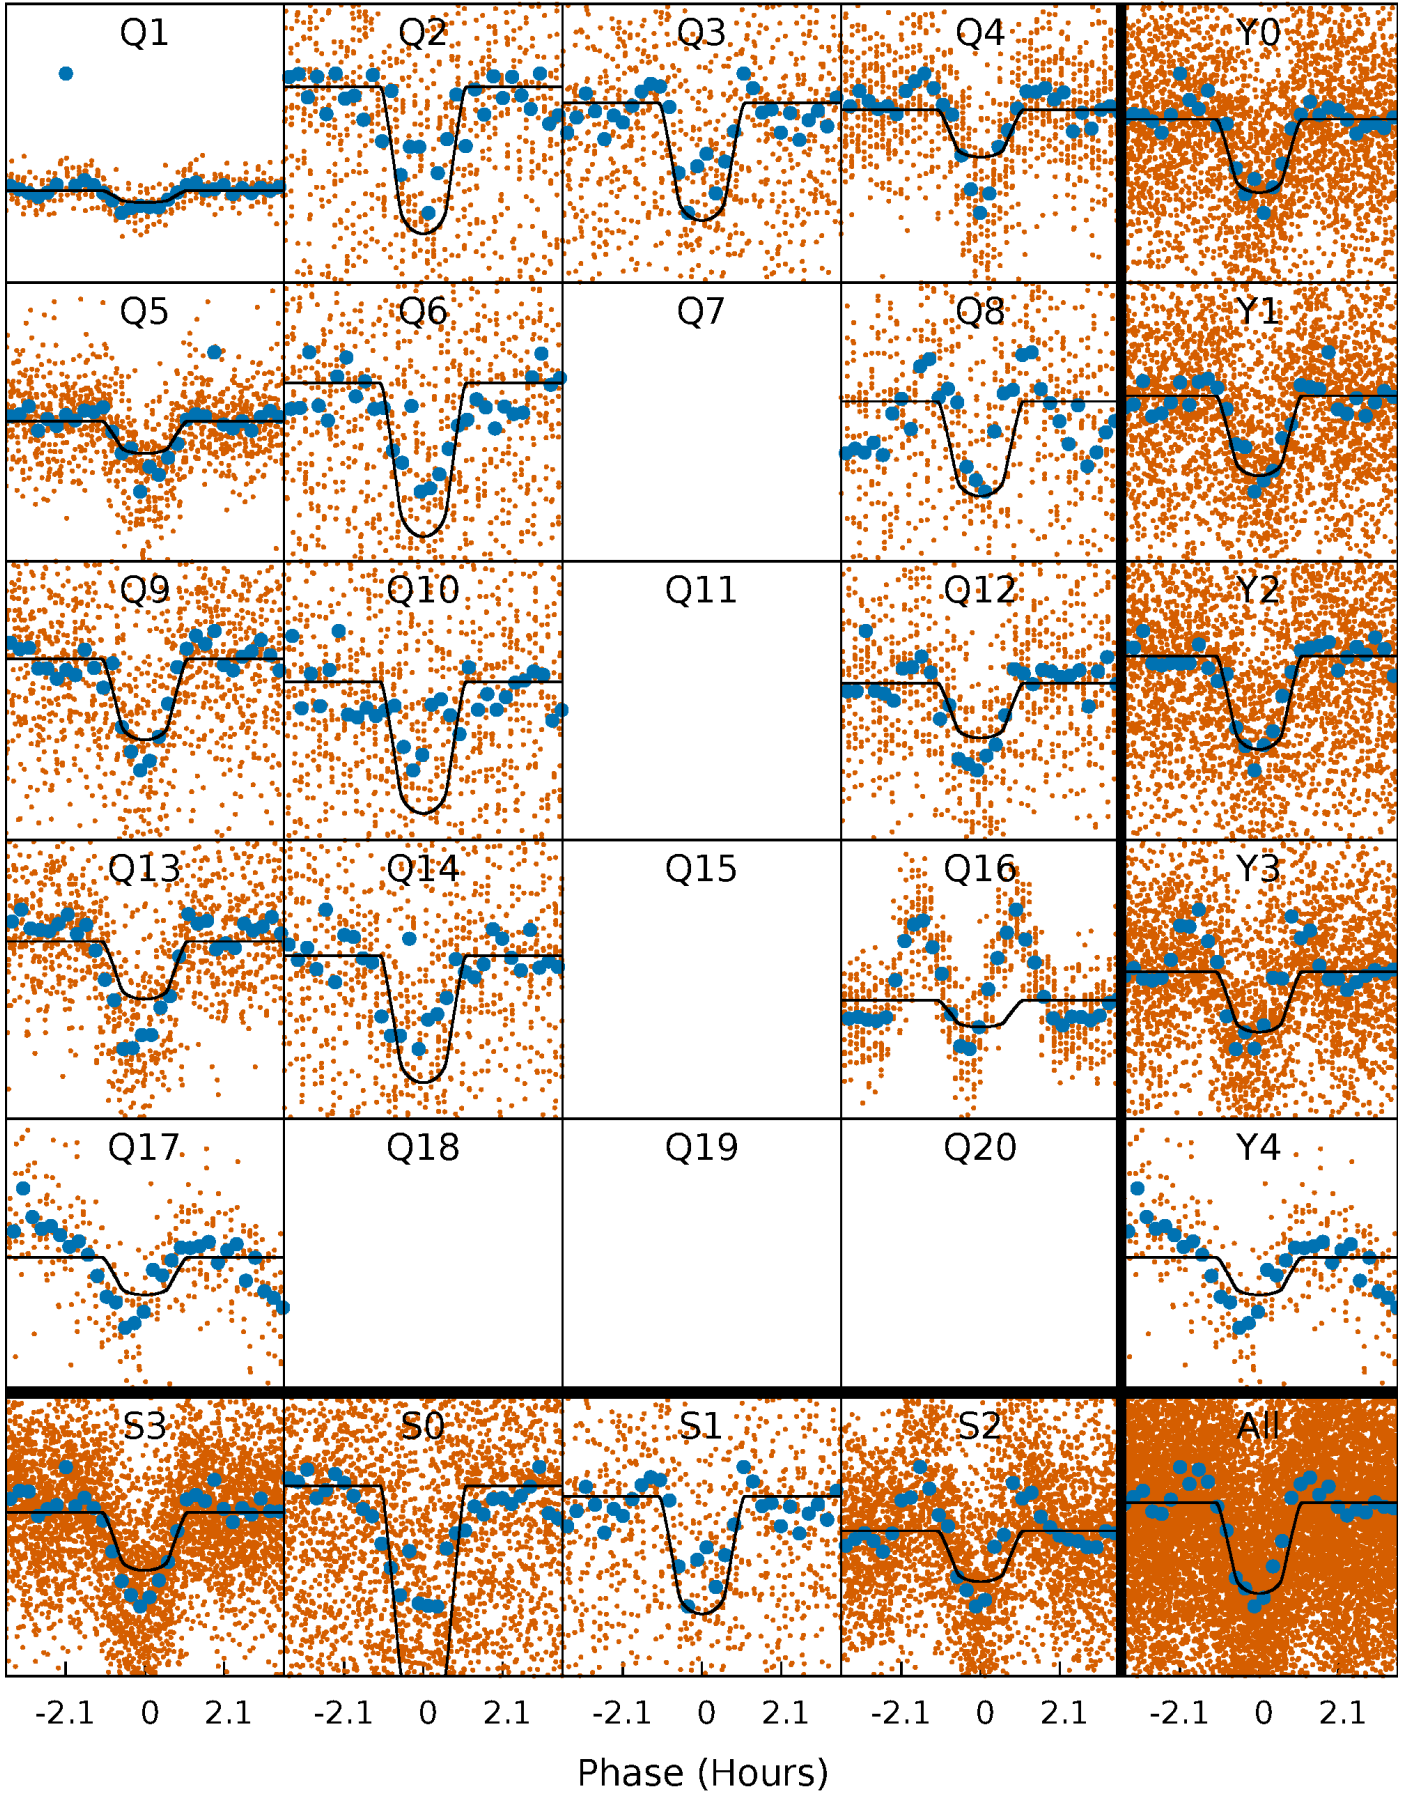 Q1 Q2 Q3 Q4 Y0
Q5 Q6 Q7 Q8 Y1
Q9 Q10 Q11 Q12 Y2
Q13 Q14 Q15 Q16 Y3
Q17 Q18 Q19 Q20 Y4
S3 S0 S1 S2 All
-2.1 0 2.1 -2.1 0 2.1 -2.1 0 2.1 -2.1 0 2.1 -2.1 0 2.1
Phase (Hours)